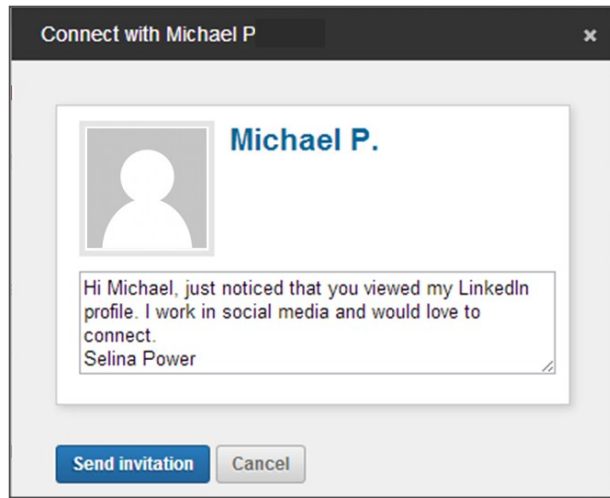 Connect with Michael P
×
Michael P.
Hi Michael, just noticed that you viewed my LinkedIn
profile. I work in social media and would love to
connect.
Selina Power
Send invitation
Cancel